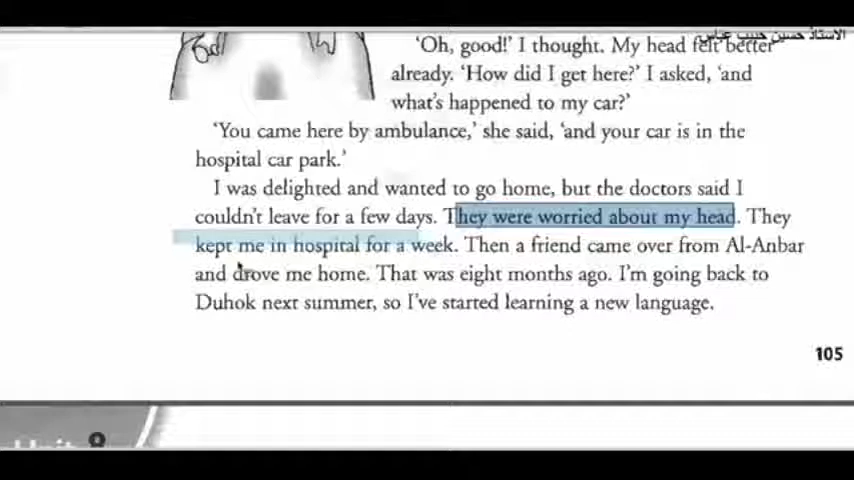 الاستاذ حسين حبيب عباس
'Oh, good!' I thought. My head felt better
already. 'How did I get here?' I asked, 'and
what's happened to my car?'
'You came here by ambulance,' she said, 'and your car is in the
hospital car park.'
I was delighted and wanted to go home, but the doctors said I
couldn't leave for a few days. They were worried about my head. They
kept me in hospital for a week. Then a friend came over from Al-Anbar
and drove me home. That was eight months ago. I'm going back to
Duhok next summer, so I've started learning a new language.
105
Unit 8